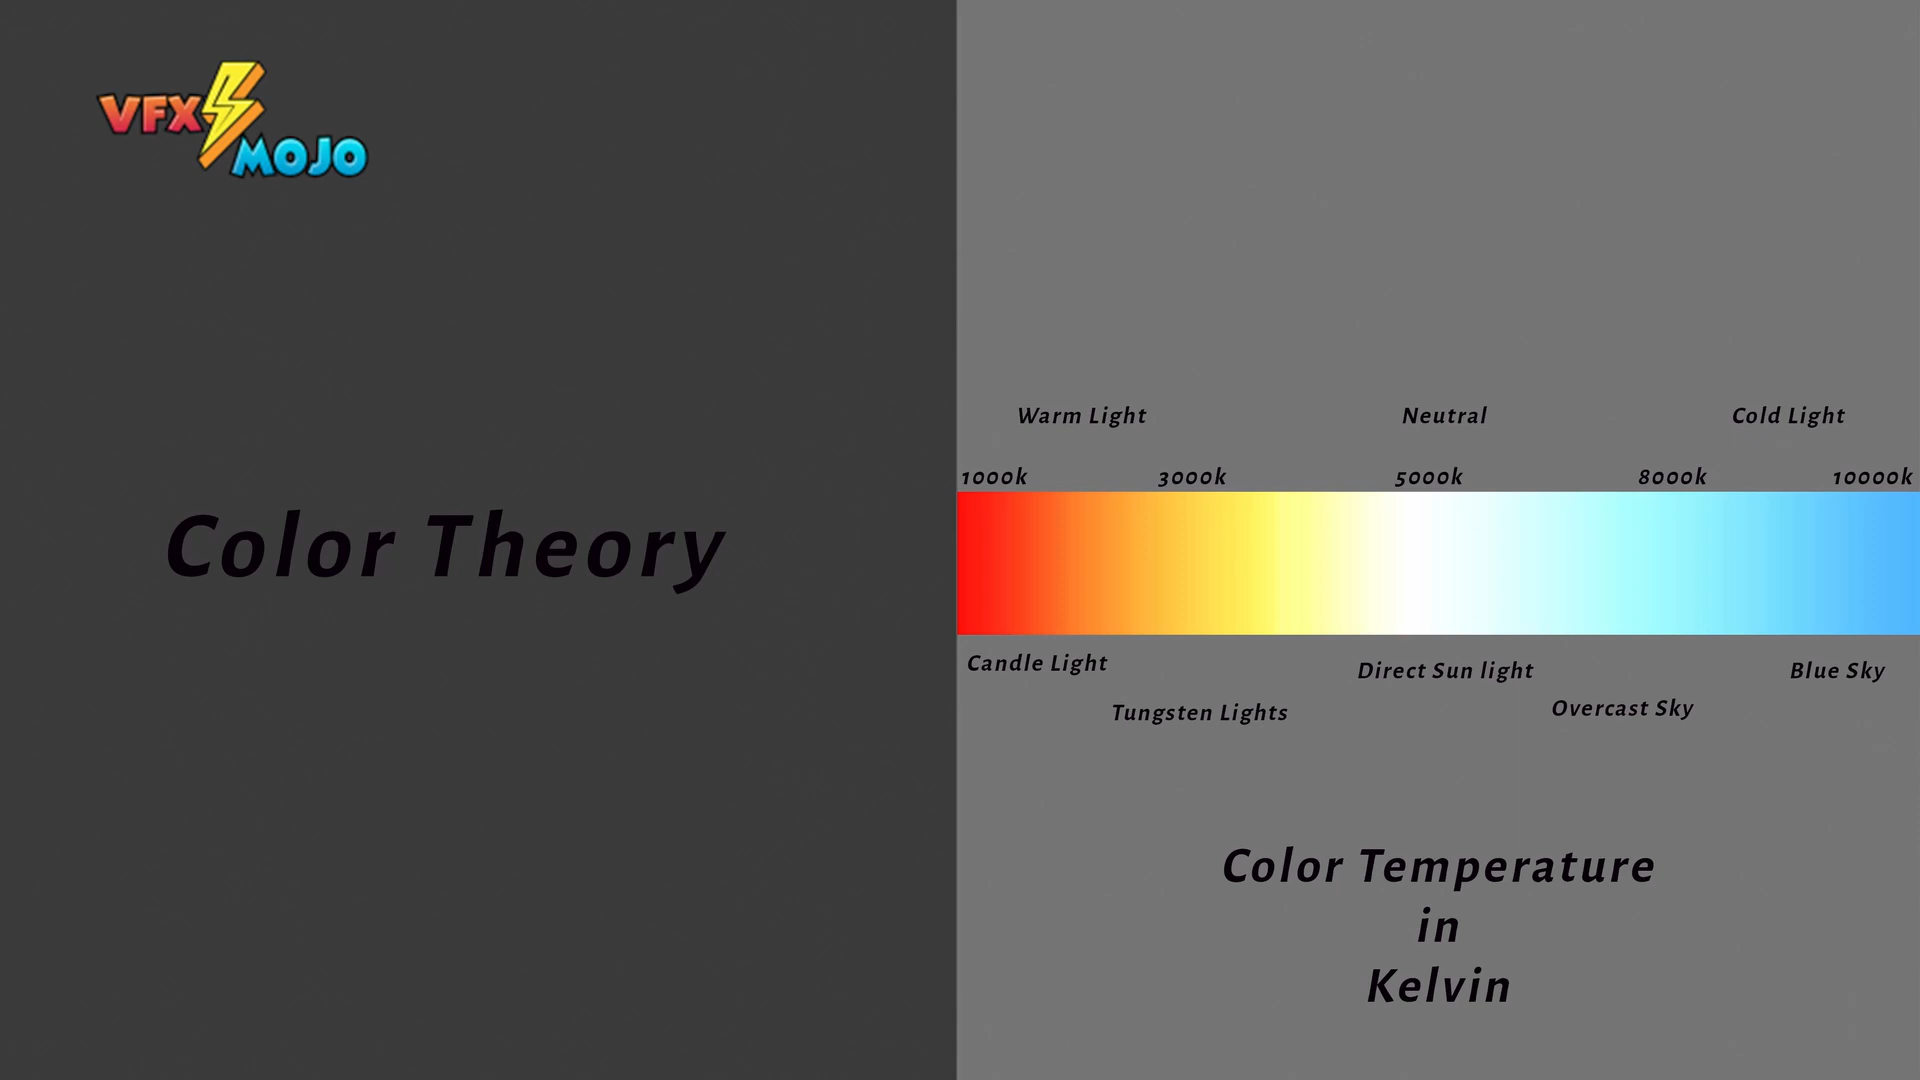 VFX MOJO
Color Theory
Warm Light Neutral Cold Light
1000k 3000k 5000k 8000k 10000k
Candle Light Direct Sun light Blue Sky
Tungsten Lights Overcast Sky
Color Temperature
in
Kelvin